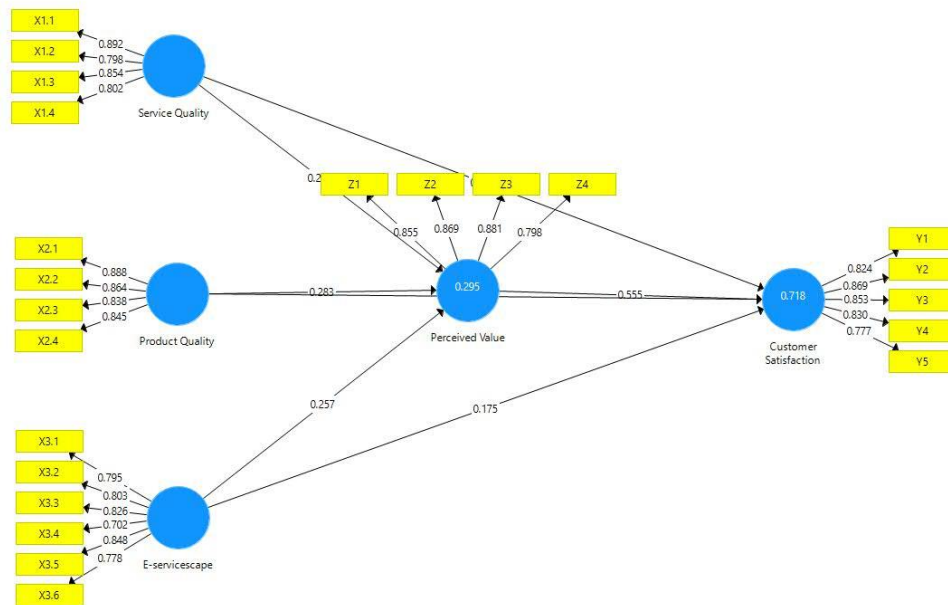 X1.1
X1.2
X1.3
X1.4
0.892
0.798
0.854
0.802
Service Quality
Z1
Z2
Z3
Z4
0.855
0.869
0.881
0.798
X2.1
X2.2
X2.3
X2.4
0.888
0.864
0.838
0.845
Product Quality
0.283
0.295
Perceived Value
0.555
0.718
Customer
Satisfaction
0.824
0.869
0.853
0.830
0.777
Y1
Y2
Y3
Y4
Y5
0.257
0.175
X3.1
X3.2
X3.3
X3.4
X3.5
X3.6
0.795
0.803
0.826
0.702
0.848
0.778
E-servicescape